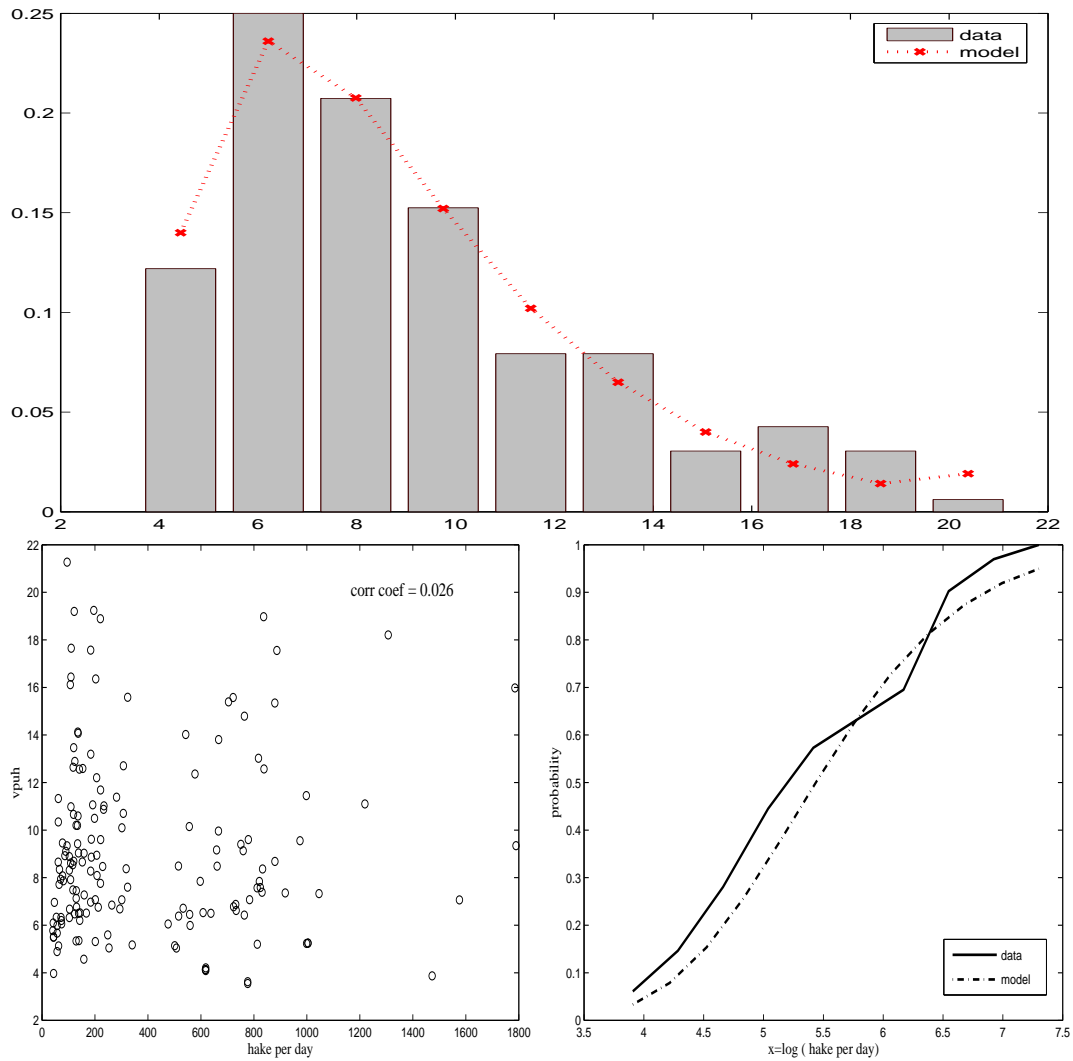 0.25
0.2
0.15
0.1
0.05
0
2 4 6 8 10 12 14 16 18 20 22
data
model
22
20
18
16
14
12
10
8
6
4
2
vpuh
corr coef = 0.026
0 200 400 600 800 1000 1200 1400 1600 1800
hake per day
1
0.9
0.8
0.7
0.6
0.5
0.4
0.3
0.2
0.1
0
probability
data
model
3.5 4 4.5 5 5.5 6 6.5 7 7.5
x=log ( hake per day)